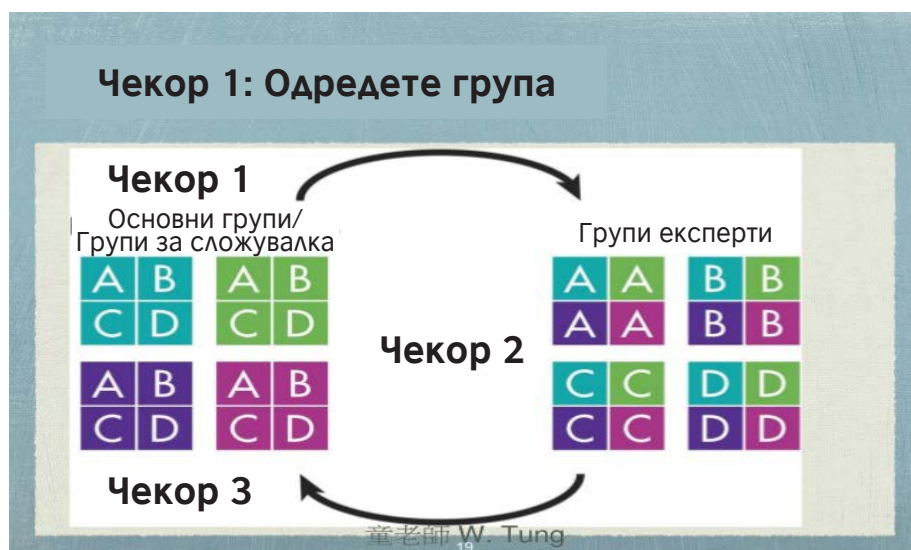 Чекор 1: Одредете група
Чекор 1
Основни групи/
Групи за сложувалка
A B A B
C D C D
A B A B
C D C D
Чекор 2
Групи експерти
A A B B
A A B B
C C D D
C C D D
Чекор 3
童老師 W. Tung
19